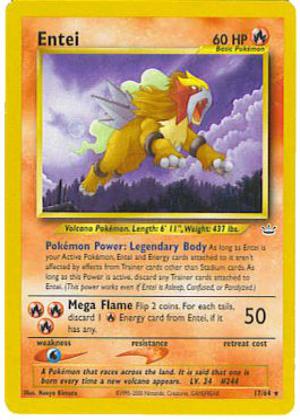 Entei
60 HP
Basic Pokémon
Volcano Pokémon. Length: 6' 11", Weight: 437 lbs.
Pokémon Power: Legendary Body As long as Entei is
your Active Pokémon, Entei and Energy cards attached to it aren't
affected by effects from Trainer cards other than Stadium cards. As
long as this Power is active, discard any Trainer cards attached to
Entei. (This power works even if Entei is Asleep, Confused, or Paralyzed.)
Mega Flame Flip 2 coins. For each tails,
discard 1 Energy card from Entei, if it
has any.
50
weakness
resistance
retreat cost
A Pokémon that races across the land. It is said that one is
born every time a new volcano appears. LV. 34 #244
Illus. Naoyo Kimura
©1995-2000 Nintendo, Creatures, GAMEFREAK.
17/64 ★